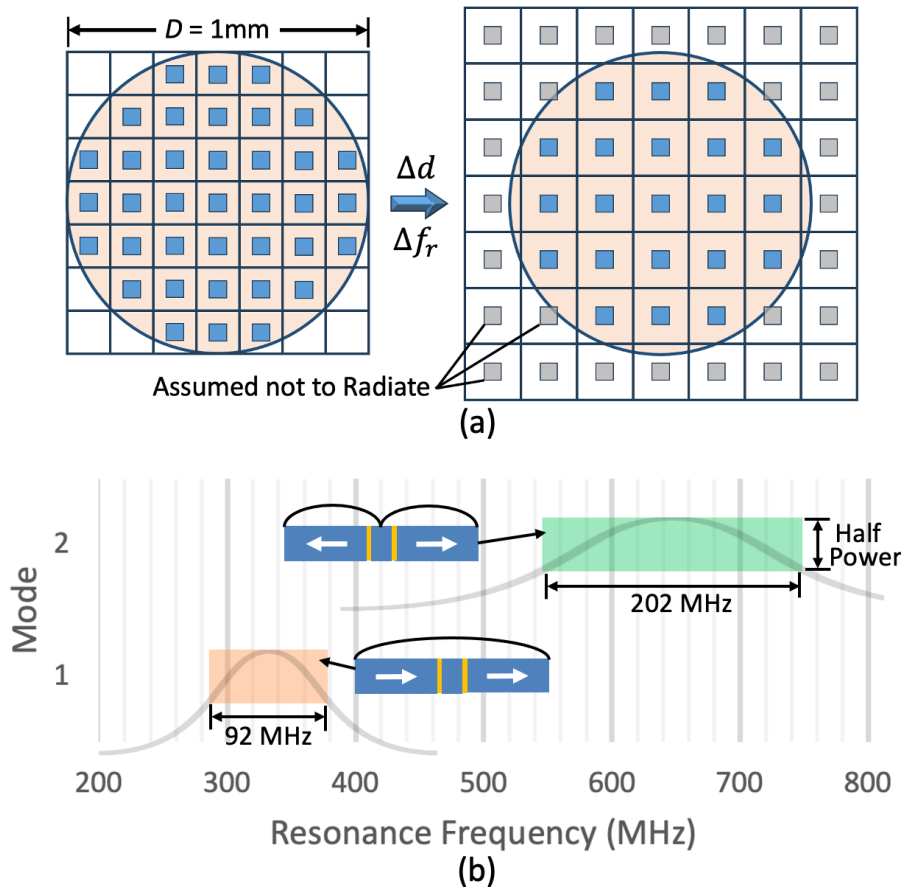 D = 1mm
Δd
Δfr
Assumed not to Radiate
(a)
2
Half
Power
202 MHz
Mode
1
92 MHz
200 300 400 500 600 700 800
Resonance Frequency (MHz)
(b)